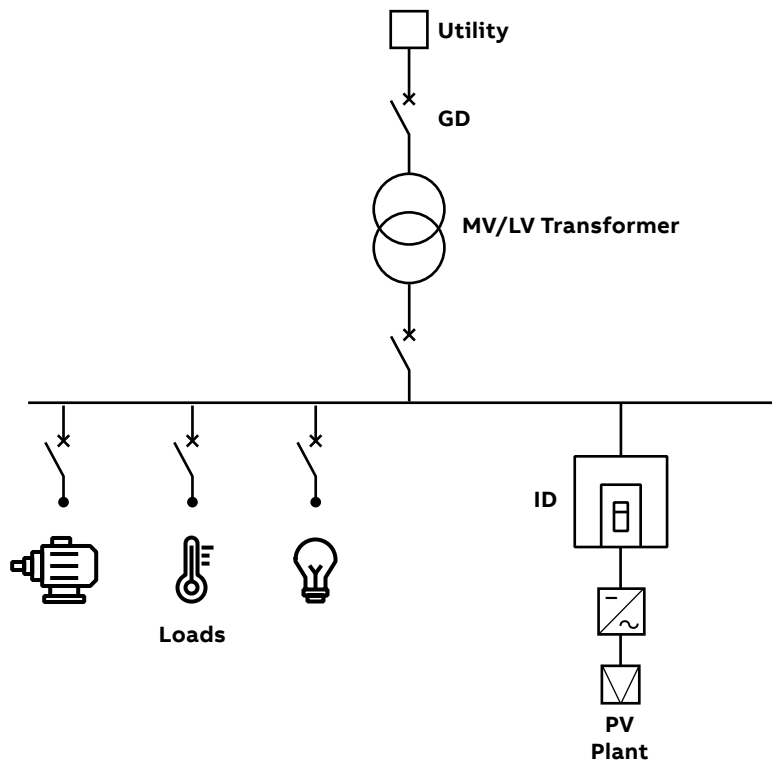 Utility
GD
MV/LV Transformer
ID
Loads
PV
Plant